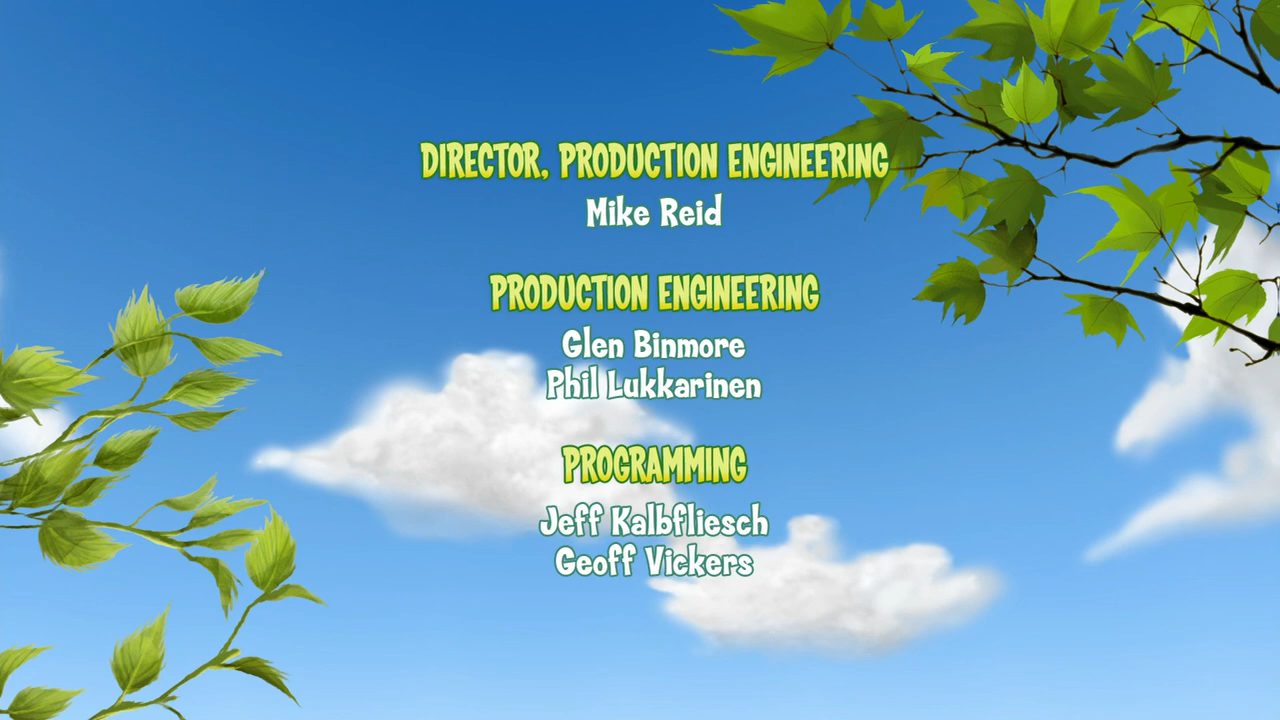 DIRECTOR, PRODUCTION ENGINEERING
Mike Reid
PRODUCTION ENGINEERING
Glen Binmore
Phil Lukkarinen
PROGRAMMING
Jeff Kalbfliesch
Geoff Vickers